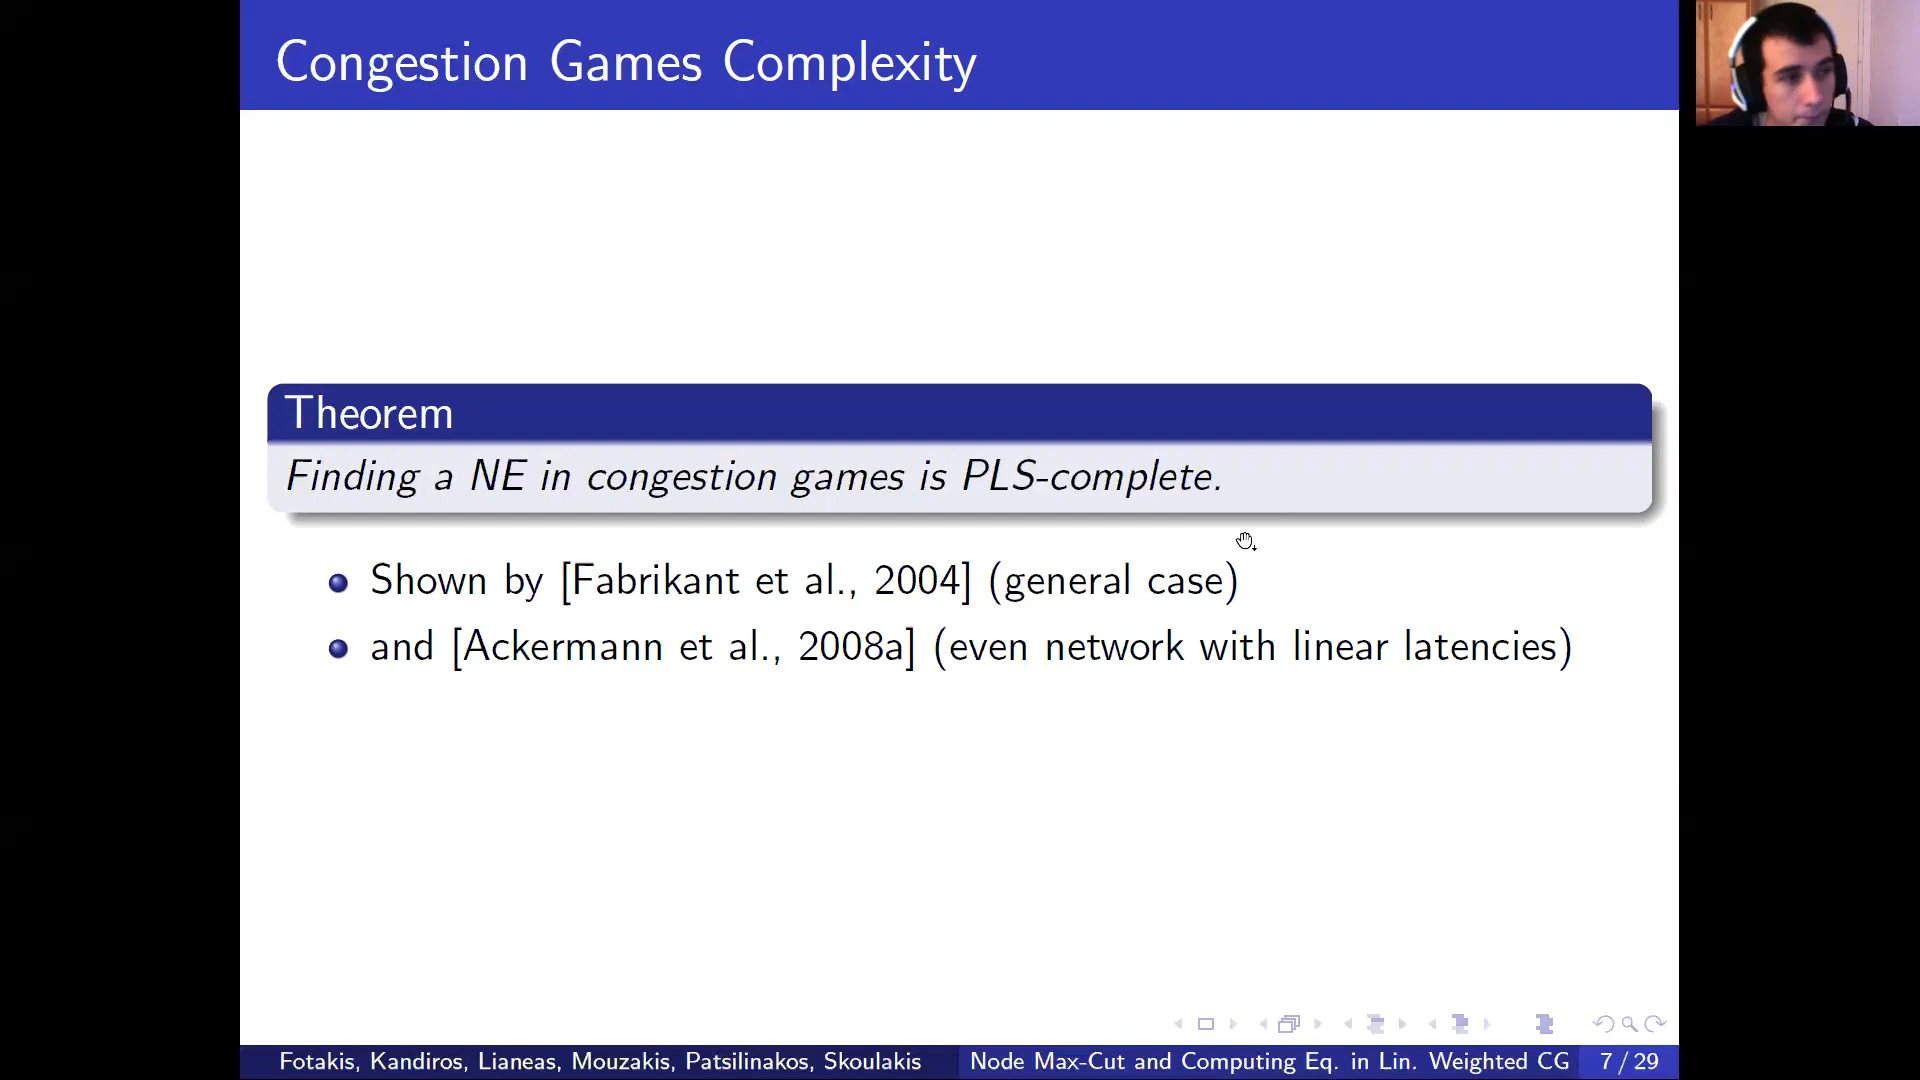 Congestion Games Complexity
Theorem
Finding a NE in congestion games is PLS-complete.
Shown by [Fabrikant et al., 2004] (general case)
and [Ackermann et al., 2008a] (even network with linear latencies)
Fotakis, Kandiros, Lianeas, Mouzakis, Patsilinakos, Skoulakis
Node Max-Cut and Computing Eq. in Lin. Weighted CG
7 / 29